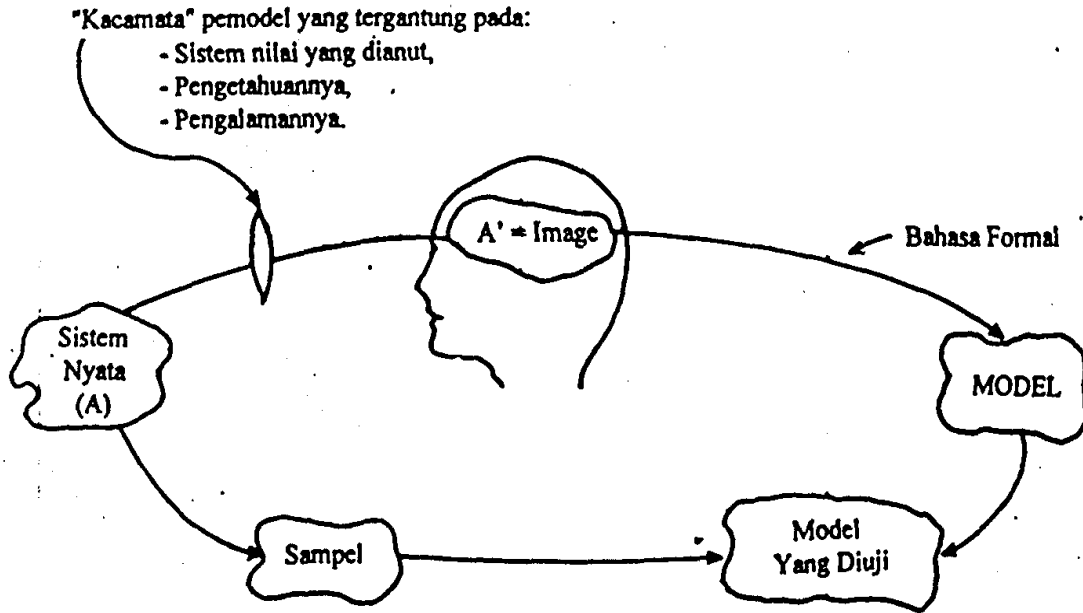 "Kacamata" pemodel yang tergantung pada:
- Sistem nilai yang dianut,
- Pengetahuannya,
- Pengalamannya.
A' = Image
Bahasa Formal
Sistem
Nyata
(A)
MODEL
Sampel
Model
Yang Diuji